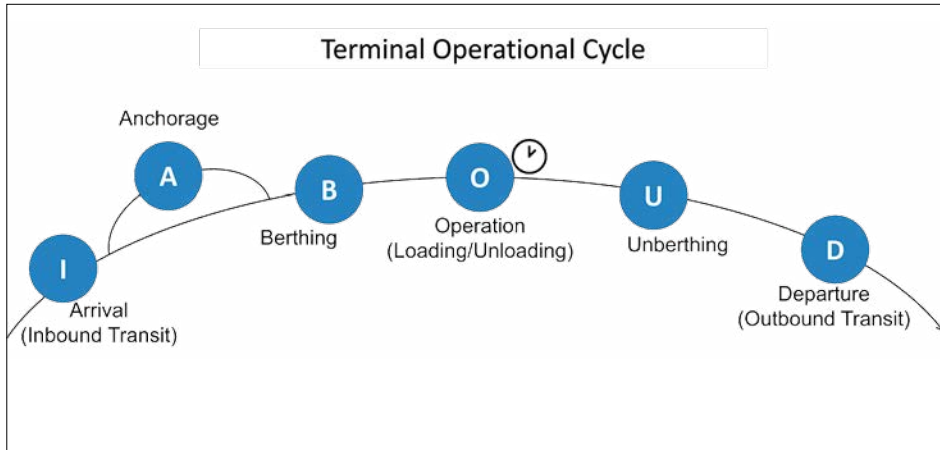 Terminal Operational Cycle
Anchorage
A
I
Arrival
(Inbound Transit)
B
Berthing
O
Operation
(Loading/Unloading)
U
Unberthing
D
Departure
(Outbound Transit)